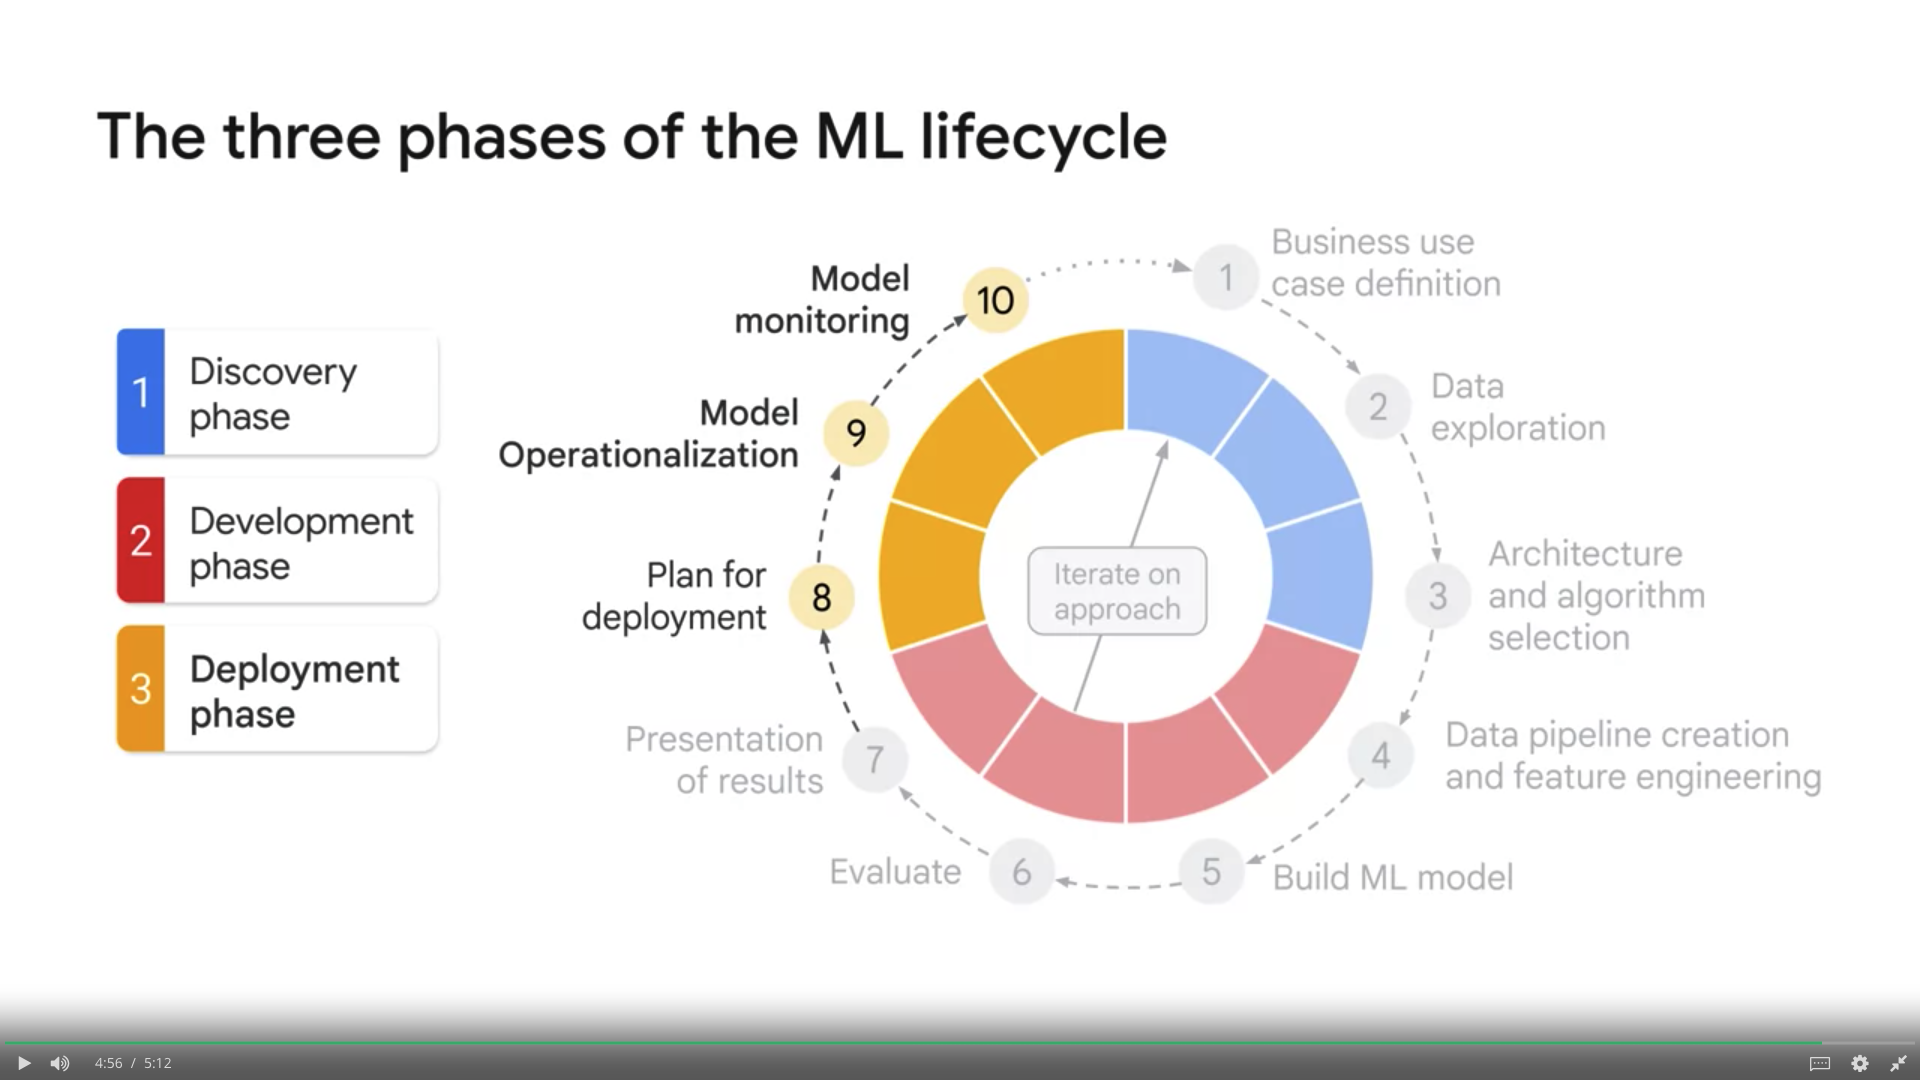 The three phases of the ML lifecycle
1
Discovery
phase
2
Development
phase
3
Deployment
phase
1
Business use
case definition
2
Data
exploration
3
Architecture
and algorithm
selection
4
Data pipeline creation
and feature engineering
5
Build ML model
6
Evaluate
7
Presentation
of results
8
Plan for
deployment
9
Model
Operationalization
10
Model
monitoring
Iterate on
approach
4:56 / 5:12